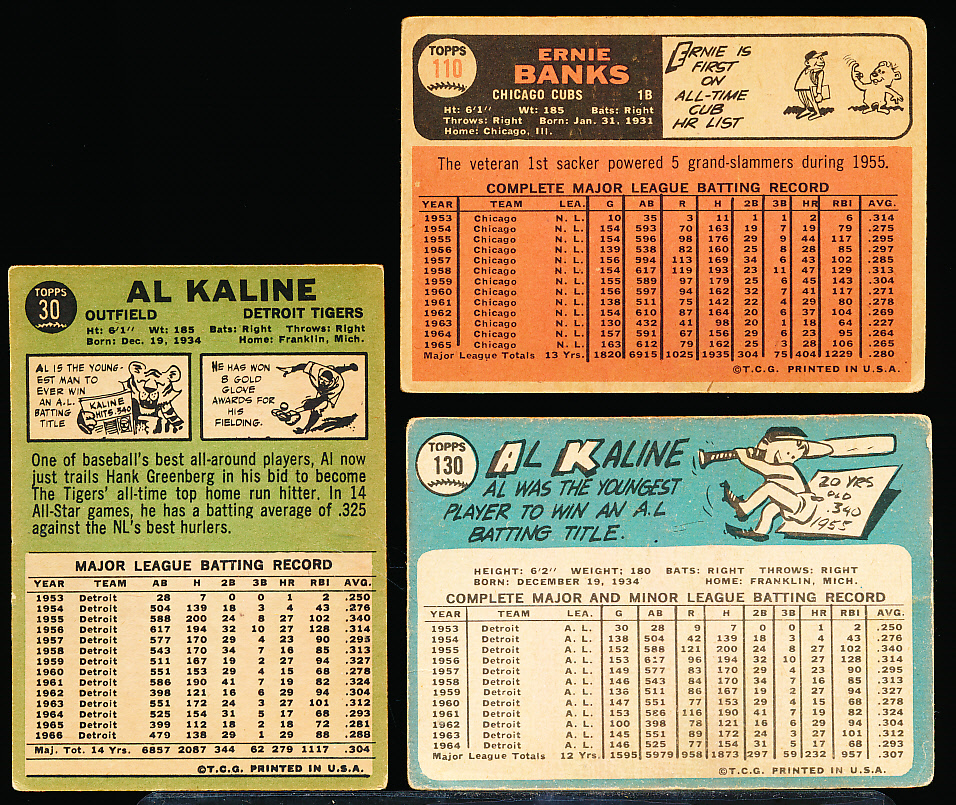 TOPPS
110
ERNIE
BANKS
CHICAGO CUBS 1B
Ht: 6'1" Wt: 185 Bats: Right
Throws: Right Born: Jan. 31, 1931
Home: Chicago, Ill.
ERNIE IS
FIRST
ON
ALL-TIME
CUB
HR LIST
The veteran 1st sacker powered 5 grand-slammers during 1955.
COMPLETE MAJOR LEAGUE BATTING RECORD
YEAR TEAM LEA. G AB R H 2B 3B HR RBI AVG.
1953 Chicago N. L. 10 35 3 11 1 1 2 6 .314
1954 Chicago N. L. 154 593 70 163 19 7 19 79 .275
1955 Chicago N. L. 154 596 98 176 29 9 44 117 .295
1956 Chicago N. L. 139 538 82 160 25 8 28 85 .297
1957 Chicago N. L. 156 594 113 169 34 6 43 102 .285
1958 Chicago N. L. 154 617 119 193 23 11 47 129 .313
1959 Chicago N. L. 155 589 97 179 25 6 45 143 .304
1960 Chicago N. L. 156 597 94 162 32 7 41 117 .271
1961 Chicago N. L. 138 511 75 142 22 4 29 80 .278
1962 Chicago N. L. 154 610 87 164 20 6 37 104 .269
1963 Chicago N. L. 130 432 41 98 20 1 18 64 .227
1964 Chicago N. L. 157 591 67 156 29 6 23 95 .264
1965 Chicago N. L. 163 612 79 162 25 3 28 106 .265
Major League Totals 13 Yrs. 1820 6915 1025 1935 304 75 404 1229 .280
©T.C.G. PRINTED IN U.S.A.
TOPPS
30
AL KALINE
OUTFIELD DETROIT TIGERS
Ht: 6'1" Wt: 185 Bats: Right Throws: Right
Born: Dec. 19, 1934 Home: Franklin, Mich.
AL IS THE YOUNG-
EST MAN TO
EVER WIN
AN A.L.
BATTING
TITLE
KALINE
HITS .340
HE HAS WON
8 GOLD
GLOVE
AWARDS FOR
HIS
FIELDING.
One of baseball's best all-around players, Al now
just trails Hank Greenberg in his bid to become
The Tigers' all-time top home run hitter. In 14
All-Star games, he has a batting average of .325
against the NL's best hurlers.
MAJOR LEAGUE BATTING RECORD
YEAR TEAM AB H 2B 3B HR RBI AVG.
1953 Detroit 28 7 0 0 1 2 .250
1954 Detroit 504 139 18 3 4 43 .276
1955 Detroit 588 200 24 8 27 102 .340
1956 Detroit 617 194 32 10 27 128 .314
1957 Detroit 577 170 29 4 23 90 .295
1958 Detroit 543 170 34 7 16 85 .313
1959 Detroit 511 167 19 2 27 94 .327
1960 Detroit 551 153 29 4 15 68 .278
1961 Detroit 586 190 41 7 19 82 .324
1962 Detroit 398 121 16 6 29 94 .304
1963 Detroit 551 172 24 3 27 101 .312
1964 Detroit 525 154 31 5 17 68 .293
1965 Detroit 399 112 18 2 18 72 .281
1966 Detroit 479 138 29 1 29 88 .288
Maj. Tot. 14 Yrs. 6857 2087 344 62 279 1117 .304
©T.C.G. PRINTED IN U.S.A.
TOPPS
130
AL KALINE
AL WAS THE YOUNGEST
PLAYER TO WIN AN A.L
BATTING TITLE.
20 YRS
OLD
.340
1955
HEIGHT: 6'2" WEIGHT; 180 BATS: RIGHT THROWS: RIGHT
BORN: DECEMBER 19, 1934 HOME: FRANKLIN, MICH.
COMPLETE MAJOR AND MINOR LEAGUE BATTING RECORD
YEAR TEAM LEA. G AB R H 2B 3B HR RBI AVG.
1953 Detroit A. L. 30 28 9 7 0 0 1 2 .250
1954 Detroit A. L. 138 504 42 139 18 3 4 43 .276
1955 Detroit A. L. 152 588 121 200 24 8 27 102 .340
1956 Detroit A. L. 153 617 96 194 32 10 27 128 .314
1957 Detroit A. L. 149 577 83 170 29 4 23 90 .295
1958 Detroit A. L. 146 543 84 170 34 7 16 85 .313
1959 Detroit A. L. 136 511 86 167 19 2 27 94 .327
1960 Detroit A. L. 147 551 77 153 29 4 15 68 .278
1961 Detroit A. L. 153 586 116 190 41 7 19 82 .324
1962 Detroit A. L. 100 398 78 121 16 6 29 94 .304
1963 Detroit A. L. 145 551 89 172 24 3 27 101 .312
1964 Detroit A. L. 146 525 77 154 31 5 17 68 .293
Major League Totals 12 Yrs. 1595 5979 958 1873 297 59 232 957 .307
©T.C.G. PRINTED IN U.S.A.